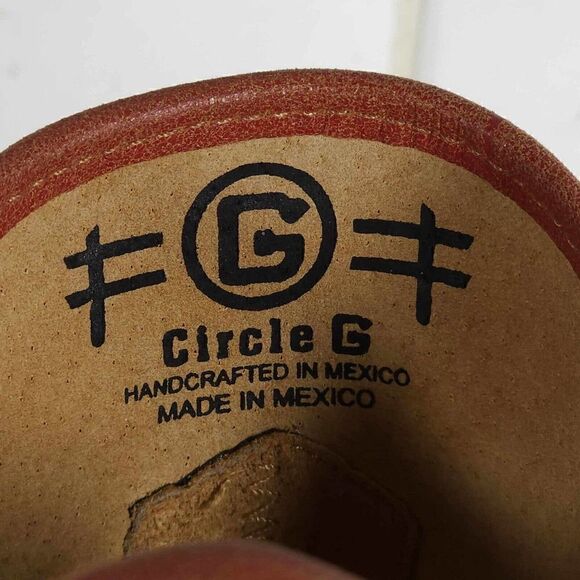 G
Circle G
HANDCRAFTED IN MEXICO
MADE IN MEXICO